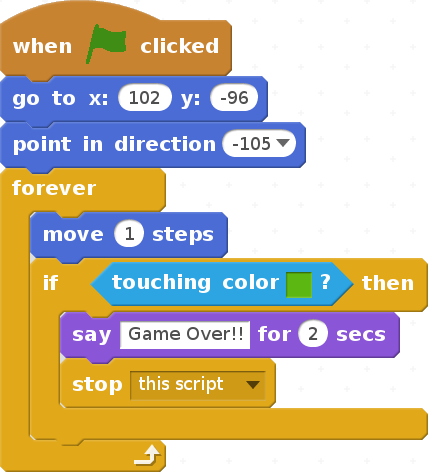 when clicked
go to x: 102 y: -96
point in direction -105
forever
move 1 steps
if touching color ? then
say Game Over!! for 2 secs
stop this script